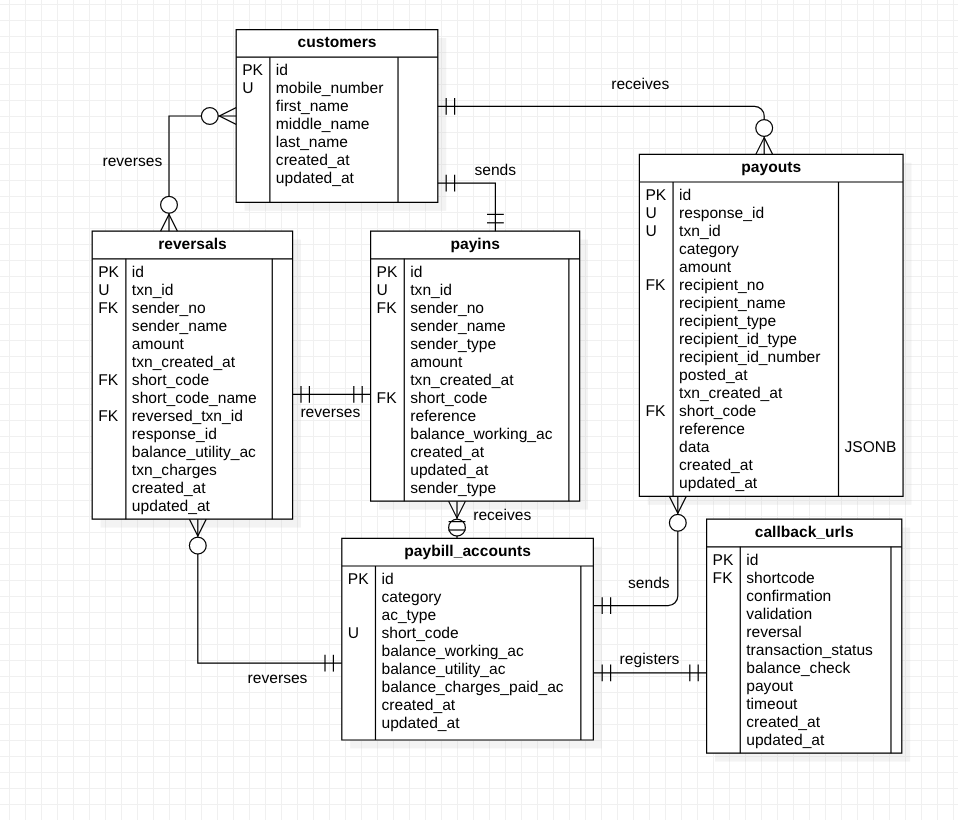 customers
PK id
U mobile_number
first_name
middle_name
last_name
created_at
updated_at
receives
reverses
sends
payouts
PK id
U response_id
U txn_id
category
amount
FK recipient_no
recipient_name
recipient_type
recipient_id_type
recipient_id_number
posted_at
txn_created_at
FK short_code
reference
data JSONB
created_at
updated_at
reversals
PK id
U txn_id
FK sender_no
sender_name
amount
txn_created_at
FK short_code
short_code_name
FK reversed_txn_id
response_id
balance_utility_ac
txn_charges
created_at
updated_at
payins
PK id
U txn_id
FK sender_no
sender_name
sender_type
amount
txn_created_at
FK short_code
reference
balance_working_ac
created_at
updated_at
sender_type
reverses
receives
paybill_accounts
PK id
category
ac_type
U short_code
balance_working_ac
balance_utility_ac
balance_charges_paid_ac
created_at
updated_at
sends
registers
reverses
callback_urls
PK id
FK shortcode
confirmation
validation
reversal
transaction_status
balance_check
payout
timeout
created_at
updated_at